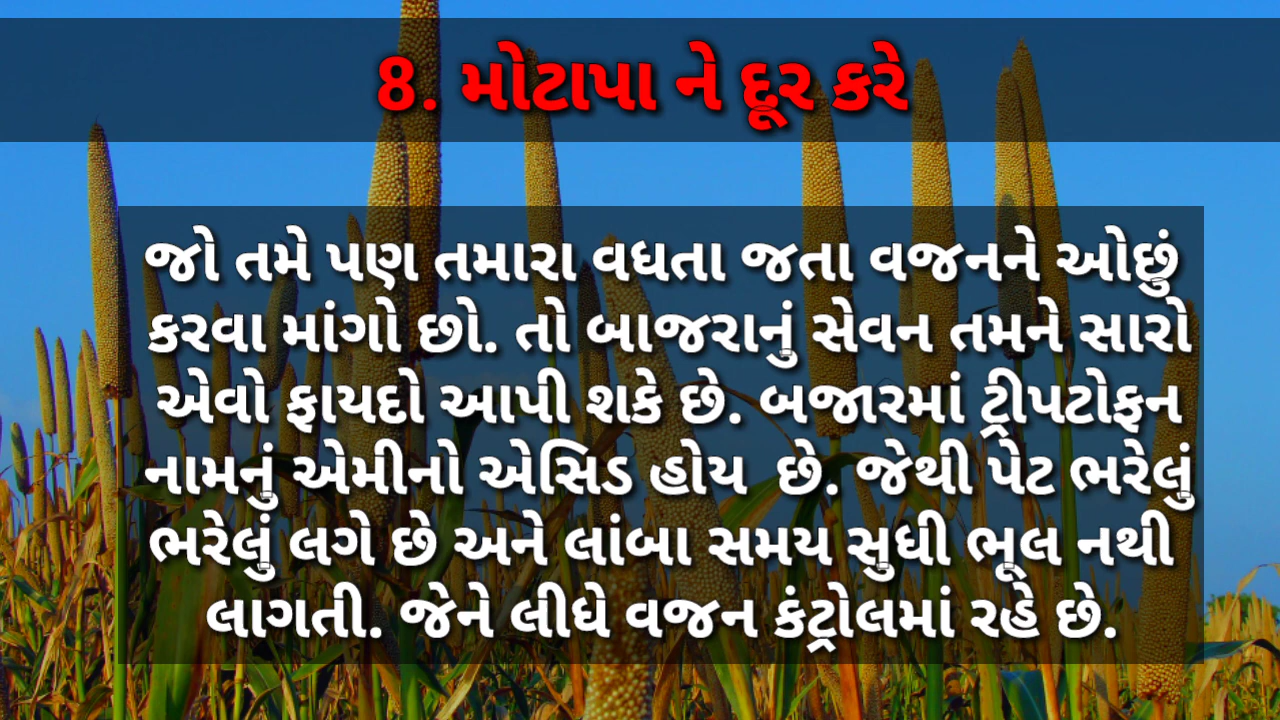 8. મોટાપા ને દૂર કરે
જો તમે પણ તમારા વધતા જતા વજનને ઓછું
કરવા માંગો છો. તો બાજરાનું સેવન તમને સારો
એવો ફાયદો આપી શકે છે. બજારમાં ટ્રીપટોફન
નામનું એમીનો એસિડ હોય  છે. જેથી પેટ ભરેલું
ભરેલું લગે છે અને લાંબા સમય સુધી ભૂલ નથી
લાગતી. જેને લીધે વજન કંટ્રોલમાં રહે છે.